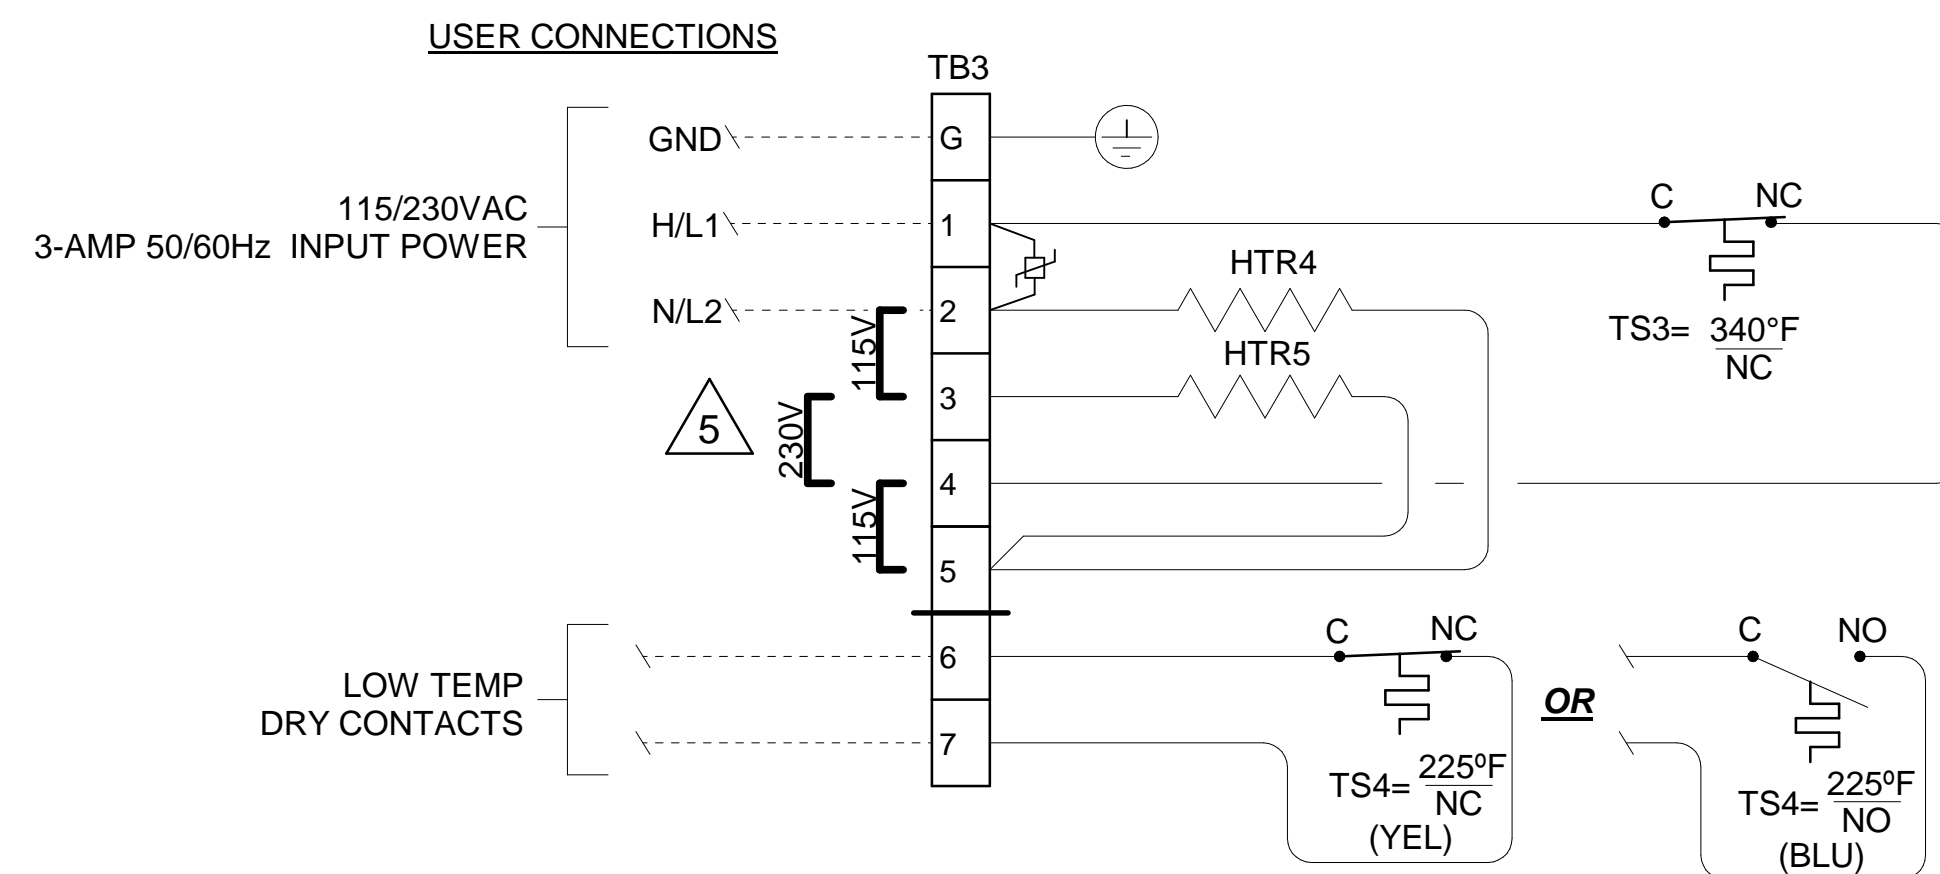 USER CONNECTIONS
TB3
GND
G
115/230VAC
3-AMP 50/60Hz INPUT POWER
H/L1
1
C
NC
N/L2
2
HTR4
TS3= 340°F
NC
115V
HTR5
3
5
230V
4
115V
5
LOW TEMP
DRY CONTACTS
6
C
NC
C
NO
OR
7
TS4= 225ºF
NC
(YEL)
TS4= 225ºF
NO
(BLU)